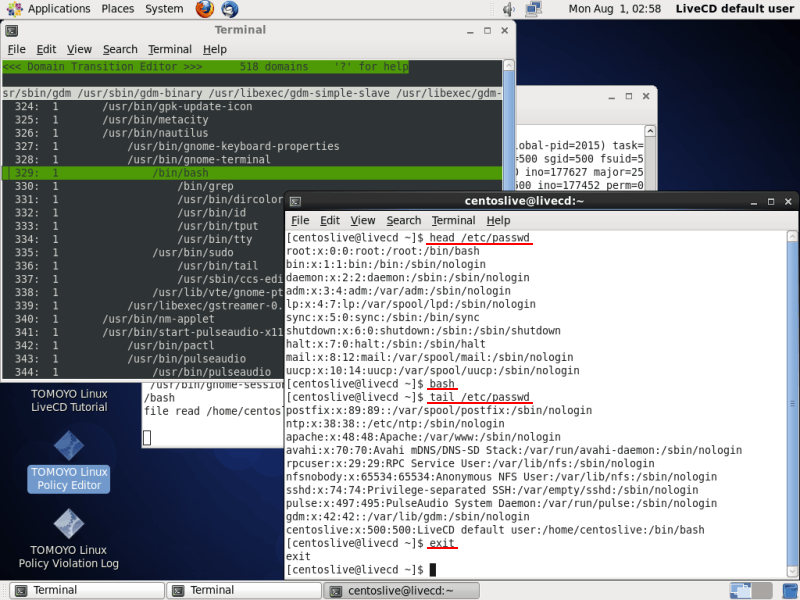 Applications Places System Mon Aug 1, 02:58 LiveCD default user
Terminal
File Edit View Search Terminal Help
<<< Domain Transition Editor >>> 518 domains '?' for help
sr/sbin/gdm /usr/sbin/gdm-binary /usr/libexec/gdm-simple-slave /usr/libexec/gdm-
324: 1 /usr/bin/gpk-update-icon
325: 1 /usr/bin/metacity
326: 1 /usr/bin/nautilus
327: 1 /usr/bin/gnome-keyboard-properties
328: 1 /usr/bin/gnome-terminal
329: 1 /bin/bash
330: 1 /bin/grep
331: 1 /usr/bin/dircolor
332: 1 /usr/bin/id
333: 1 /usr/bin/tput
334: 1 /usr/bin/tty
335: 1 /usr/bin/sudo
336: 1 /usr/bin/tail
337: 1 /usr/sbin/ccs-edi
338: 1 /usr/lib/vte/gnome-pt
339: 1 /usr/libexec/gstreamer-0.
340: 1 /usr/bin/nm-applet
341: 1 /usr/bin/start-pulseaudio-x11
342: 1 /usr/bin/pactl
343: 1 /usr/bin/pulseaudio
344: 1 /usr/bin/pulseaudio
obal-pid=2015) task=
=500 sgid=500 fsuid=5
0 ino=177627 major=25
500 ino=177452 perm=0
/usr/bin/gnome-session
/bash
file read /home/centos
centoslive@livecd:~
File Edit View Search Terminal Help
[centoslive@livecd ~]$ head /etc/passwd
root:x:0:0:root:/root:/bin/bash
bin:x:1:1:bin:/bin:/sbin/nologin
daemon:x:2:2:daemon:/sbin:/sbin/nologin
adm:x:3:4:adm:/var/adm:/sbin/nologin
lp:x:4:7:lp:/var/spool/lpd:/sbin/nologin
sync:x:5:0:sync:/sbin:/bin/sync
shutdown:x:6:0:shutdown:/sbin:/sbin/shutdown
halt:x:7:0:halt:/sbin:/sbin/halt
mail:x:8:12:mail:/var/spool/mail:/sbin/nologin
uucp:x:10:14:uucp:/var/spool/uucp:/sbin/nologin
[centoslive@livecd ~]$ bash
[centoslive@livecd ~]$ tail /etc/passwd
postfix:x:89:89::/var/spool/postfix:/sbin/nologin
ntp:x:38:38::/etc/ntp:/sbin/nologin
apache:x:48:48:Apache:/var/www:/sbin/nologin
avahi:x:70:70:Avahi mDNS/DNS-SD Stack:/var/run/avahi-daemon:/sbin/nologin
rpcuser:x:29:29:RPC Service User:/var/lib/nfs:/sbin/nologin
nfsnobody:x:65534:65534:Anonymous NFS User:/var/lib/nfs:/sbin/nologin
sshd:x:74:74:Privilege-separated SSH:/var/empty/sshd:/sbin/nologin
pulse:x:497:495:PulseAudio System Daemon:/var/run/pulse:/sbin/nologin
gdm:x:42:42::/var/lib/gdm:/sbin/nologin
centoslive:x:500:500:LiveCD default user:/home/centoslive:/bin/bash
[centoslive@livecd ~]$ exit
exit
[centoslive@livecd ~]$
TOMOYO Linux
LiveCD Tutorial
TOMOYO Linux
Policy Editor
TOMOYO Linux
Policy Violation Log
Terminal Terminal centoslive@livecd:~